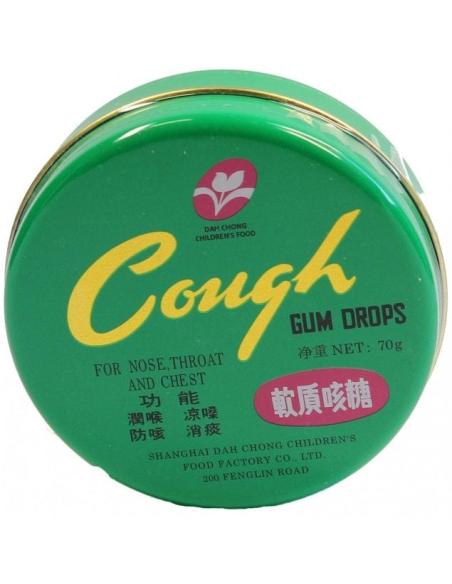 DAH CHONG
CHILDREN'S FOOD
Cough
GUM DROPS
净重 NET: 70g
FOR NOSE, THROAT
AND CHEST
功能
潤喉 凉嗓
防咳 消痰
軟質咳糖
SHANGHAI DAH CHONG CHILDREN'S
FOOD FACTORY CO., LTD.
200 FENGLIN ROAD